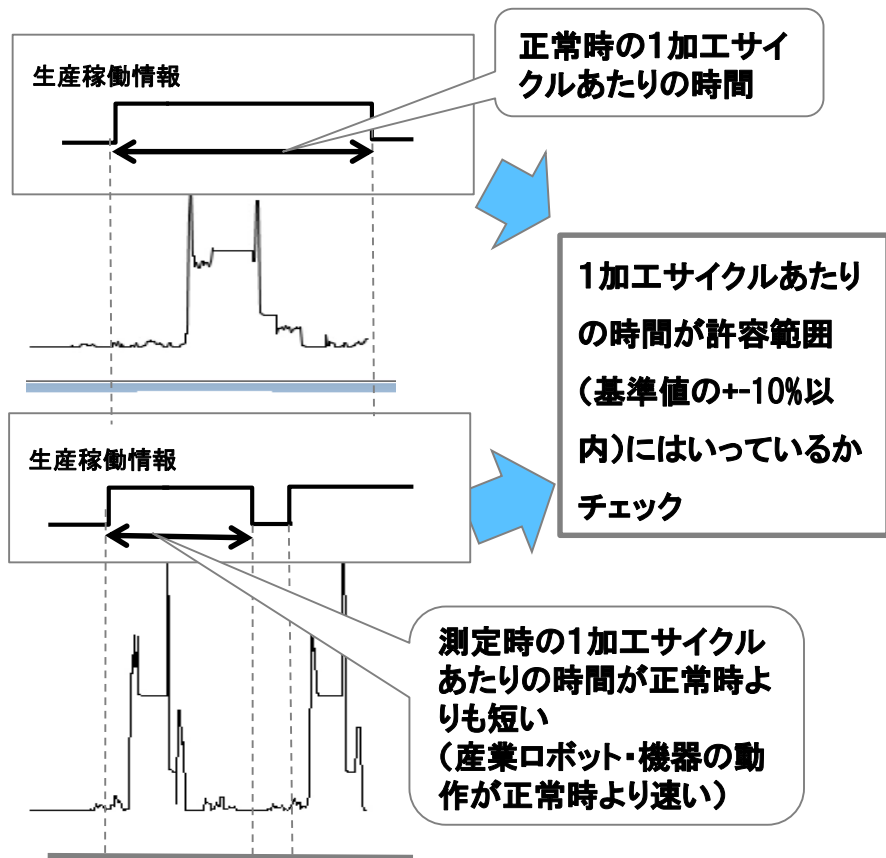 正常時の1加工サイ
クルあたりの時間
生産稼働情報
1加工サイクルあたり
の時間が許容範囲
(基準値の+-10%以
内)にはいっているか
チェック
生産稼働情報
測定時の1加工サイクル
あたりの時間が正常時よ
りも短い
(産業ロボット・機器の動
作が正常時より速い)